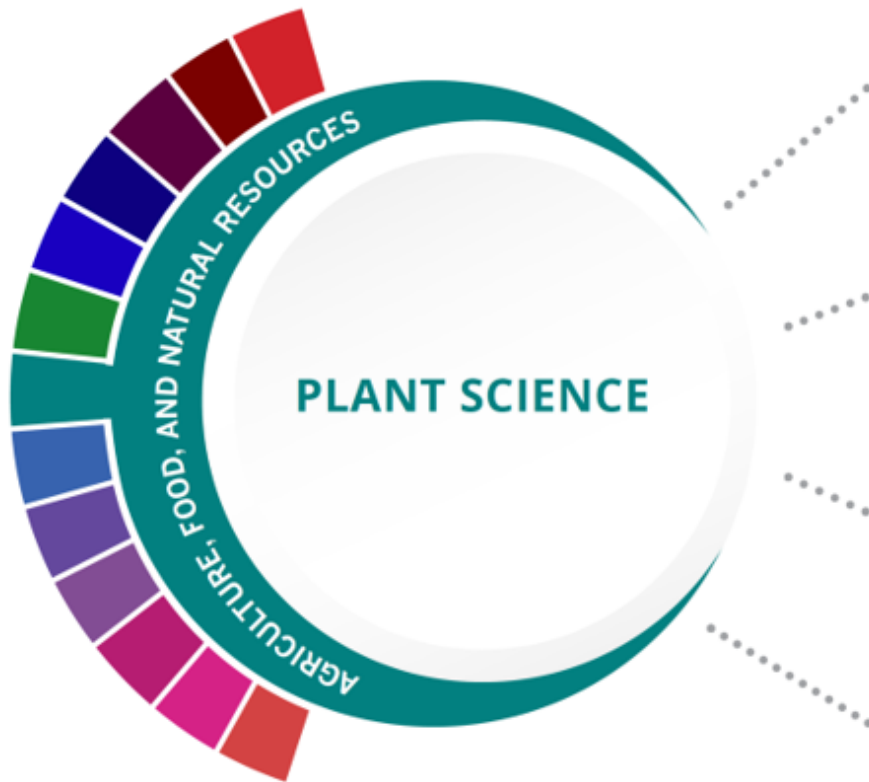 AGRICULTURE, FOOD, AND NATURAL RESOURCES
PLANT SCIENCE